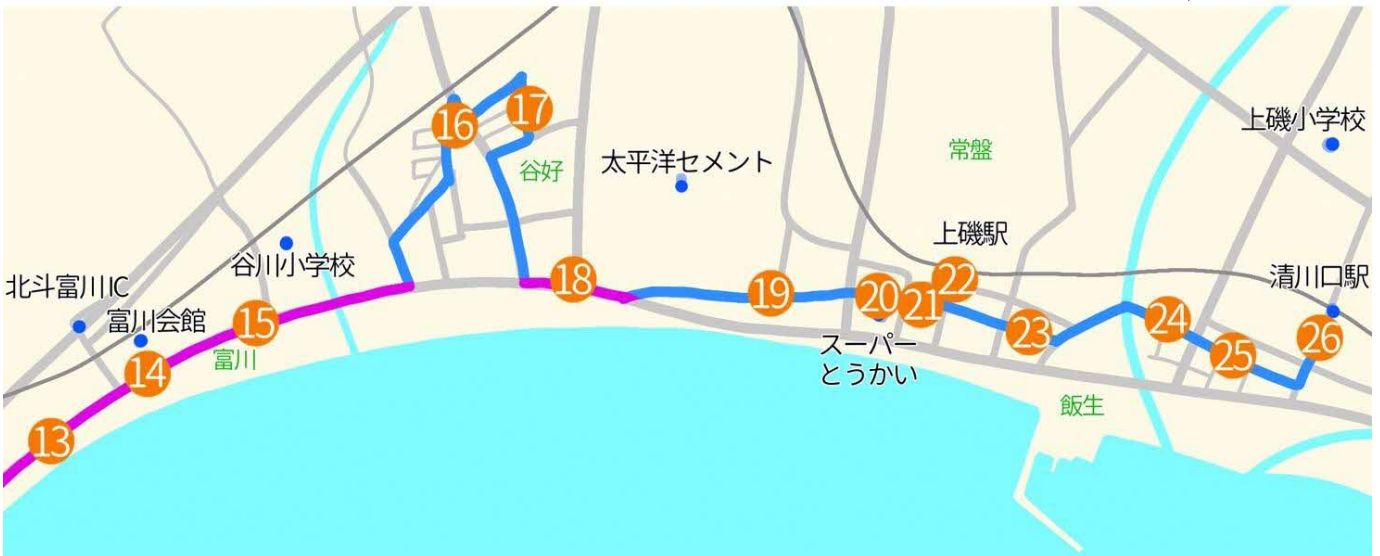 上磯小学校
16
17
太平洋セメント
常盤
谷好
上磯駅
谷川小学校
北斗富川IC
清川口駅
18
22
19
20
21
富川会館
15
24
23
26
スーパー
とうかい
富川
14
25
飯生
13